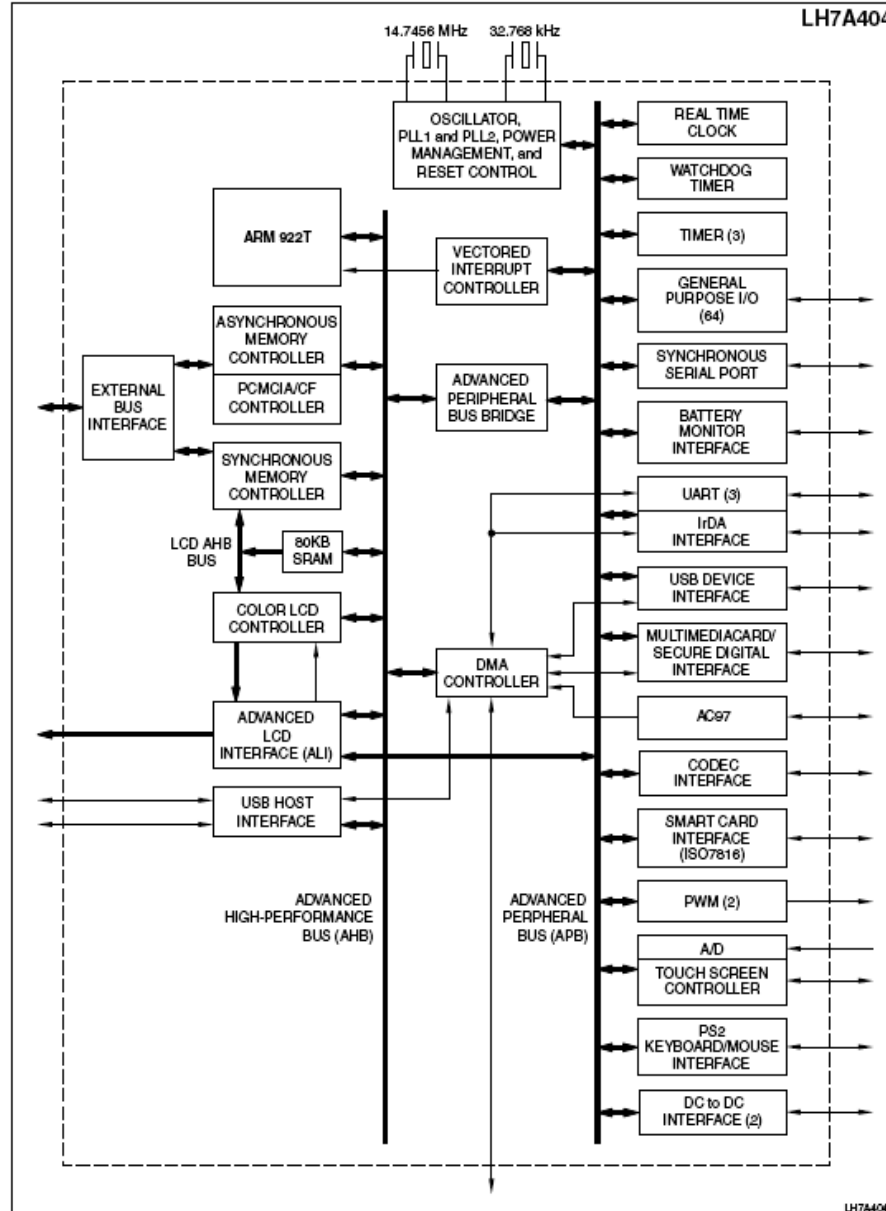 LH7A404
14.7456 MHz
32.768 kHz
OSCILLATOR,
PLL1 and PLL2, POWER
MANAGEMENT, and
RESET CONTROL
REAL TIME
CLOCK
WATCHDOG
TIMER
ARM 922T
VECTORED
INTERRUPT
CONTROLLER
TIMER (3)
GENERAL
PURPOSE I/O
(64)
ASYNCHRONOUS
MEMORY
CONTROLLER
PCMCIA/CF
CONTROLLER
EXTERNAL
BUS
INTERFACE
ADVANCED
PERIPHERAL
BUS BRIDGE
SYNCHRONOUS
SERIAL PORT
BATTERY
MONITOR
INTERFACE
SYNCHRONOUS
MEMORY
CONTROLLER
UART (3)
IrDA
INTERFACE
LCD AHB
BUS
80KB
SRAM
USB DEVICE
INTERFACE
COLOR LCD
CONTROLLER
DMA
CONTROLLER
MULTIMEDIACARD/
SECURE DIGITAL
INTERFACE
ADVANCED
LCD
INTERFACE (ALI)
AC97
CODEC
INTERFACE
USB HOST
INTERFACE
SMART CARD
INTERFACE
(ISO7816)
ADVANCED
HIGH-PERFORMANCE
BUS (AHB)
ADVANCED
PERPHERAL
BUS (APB)
PWM (2)
A/D
TOUCH SCREEN
CONTROLLER
PS2
KEYBOARD/MOUSE
INTERFACE
DC to DC
INTERFACE (2)